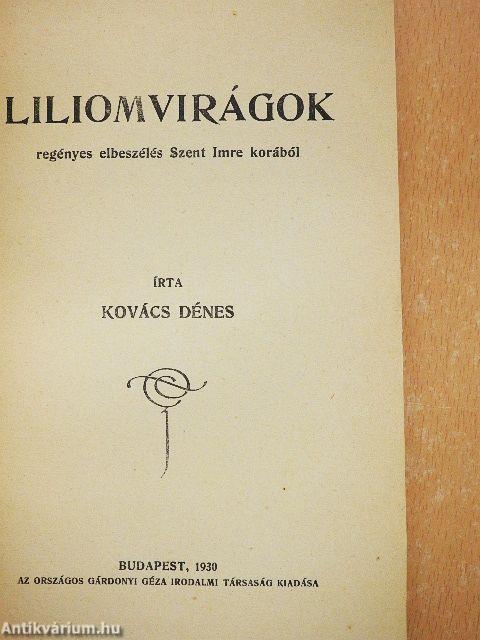 LILIOMVIRÁGOK
regényes elbeszélés Szent Imre korából
ÍRTA
KOVÁCS DÉNES
BUDAPEST, 1930
AZ ORSZÁGOS GÁRDONYI GÉZA IRODALMI TÁRSASÁG KIADÁSA
Antikvárium.hu